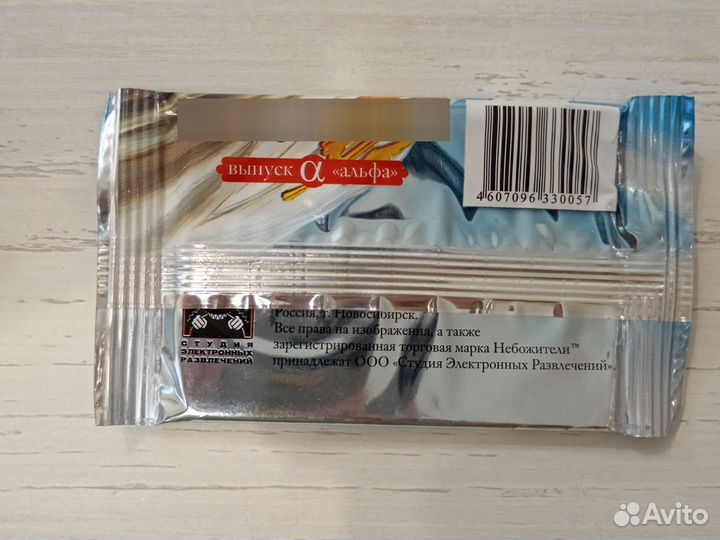 выпуск α «альфа»
4 607096 330057
Россия, г. Новосибирск.
Все права на изображения, а также
зарегистрированная торговая марка Небожители™
принадлежат ООО «Студия Электронных Развлечений».
СТУДИЯ
ЭЛЕКТРОННЫХ
РАЗВЛЕЧЕНИЙ
Avito